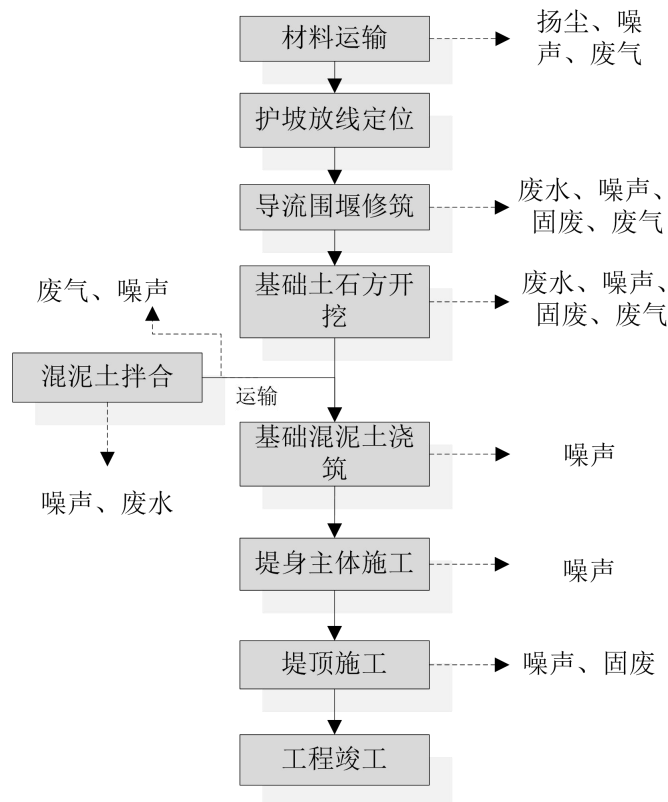 材料运输
扬尘、噪
声、废气
护坡放线定位
导流围堰修筑
废水、噪声、
固废、废气
基础土石方开
挖
废水、噪声、
固废、废气
废气、噪声
混泥土拌合
运输
噪声、废水
基础混泥土浇
筑
噪声
堤身主体施工
噪声
堤顶施工
噪声、固废
工程竣工